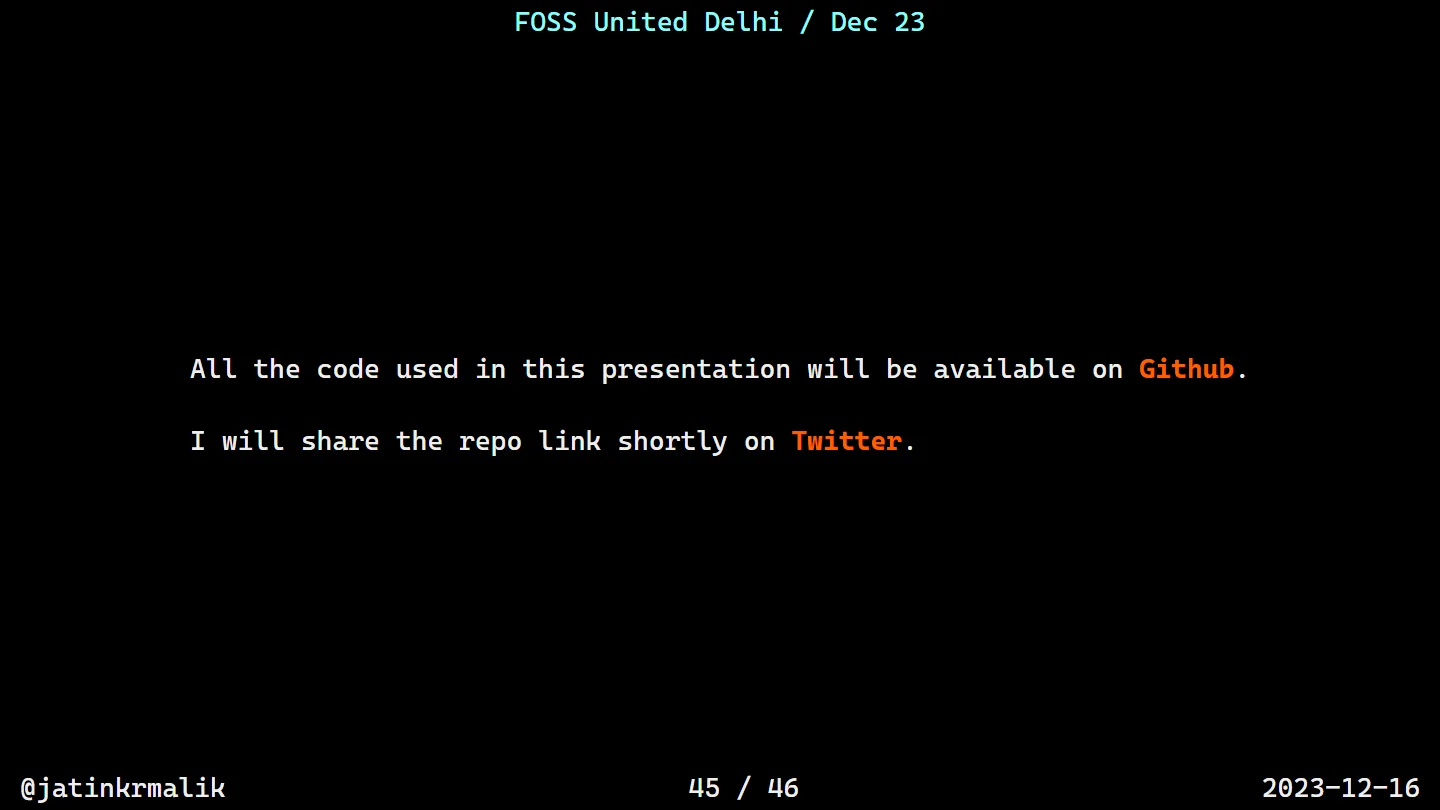 FOSS United Delhi / Dec 23
All the code used in this presentation will be available on Github.
I will share the repo link shortly on Twitter.
@jatinkrmalik
45 / 46
2023-12-16